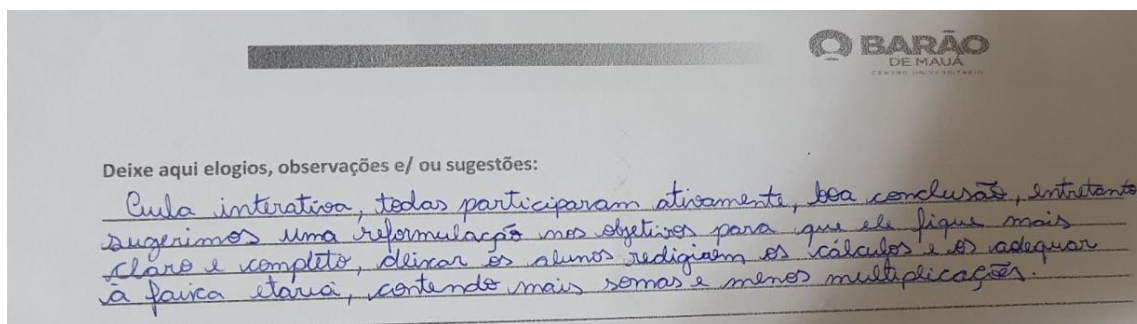 BARÃO
DE MAUÁ
CENTRO UNIVERSITÁRIO
Deixe aqui elogios, observações e/ ou sugestões:
Aula interativa, todas participaram ativamente, boa conclusão, entretanto
sugerimos uma reformulação nos objetivos para que ele fique mais
claro e completo, deixar os alunos redigirem os cálculos e os adequar
à faixa etária, contendo mais somas e menos multiplicações.